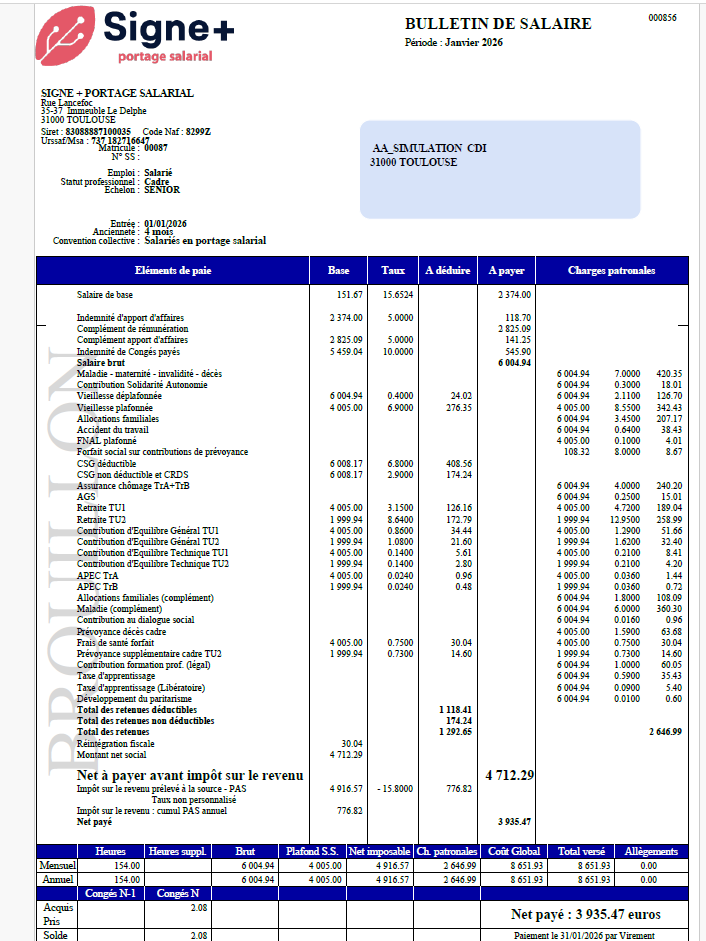 Signe+
portage salarial
BULLETIN DE SALAIRE
000856
Période : Janvier 2026
SIGNE + PORTAGE SALARIAL
Rue Lancefoc
35-37 Immeuble Le Delphe
31000 TOULOUSE
Siret : 83088887100035 Code Naf : 8299Z
Urssaf/Msa : 737 182716647
Matricule : 00087
N° SS :
Emploi : Salarié
Statut professionnel : Cadre
Echelon : SENIOR
AA_SIMULATION CDI
31000 TOULOUSE
Entrée : 01/01/2026
Ancienneté : 4 mois
Convention collective : Salariés en portage salarial
Eléments de paie Base Taux A déduire A payer Charges patronales
Salaire de base 151.67 15.6524 2 374.00
Indemnité d'apport d'affaires 2 374.00 5.0000 118.70
Complément de rémunération 2 825.09
Complément apport d'affaires 2 825.09 5.0000 141.25
Indemnité de Congés payés 5 459.04 10.0000 545.90
Salaire brut 6 004.94
Maladie - maternité - invalidité - décès 6 004.94 7.0000 420.35
Contribution Solidarité Autonomie 6 004.94 0.3000 18.01
Vieillesse déplafonnée 6 004.94 0.4000 24.02 6 004.94 2.1100 126.70
Vieillesse plafonnée 4 005.00 6.9000 276.35 4 005.00 8.5500 342.43
Allocations familiales 6 004.94 3.4500 207.17
Accident du travail 6 004.94 0.6400 38.43
FNAL plafonné 4 005.00 0.1000 4.01
Forfait social sur contributions de prévoyance 108.32 8.0000 8.67
CSG déductible 6 008.17 6.8000 408.56
CSG non déductible et CRDS 6 008.17 2.9000 174.24
Assurance chômage TrA+TrB 6 004.94 4.0000 240.20
AGS 6 004.94 0.2500 15.01
Retraite TU1 4 005.00 3.1500 126.16 4 005.00 4.7200 189.04
Retraite TU2 1 999.94 8.6400 172.79 1 999.94 12.9500 258.99
Contribution d'Equilibre Général TU1 4 005.00 0.8600 34.44 4 005.00 1.2900 51.66
Contribution d'Equilibre Général TU2 1 999.94 1.0800 21.60 1 999.94 1.6200 32.40
Contribution d'Equilibre Technique TU1 4 005.00 0.1400 5.61 4 005.00 0.2100 8.41
Contribution d'Equilibre Technique TU2 1 999.94 0.1400 2.80 1 999.94 0.2100 4.20
APEC TrA 4 005.00 0.0240 0.96 4 005.00 0.0360 1.44
APEC TrB 1 999.94 0.0240 0.48 1 999.94 0.0360 0.72
Allocations familiales (complément) 6 004.94 1.8000 108.09
Maladie (complément) 6 004.94 6.0000 360.30
Contribution au dialogue social 6 004.94 0.0160 0.96
Prévoyance décès cadre 4 005.00 1.5900 63.68
Frais de santé forfait 4 005.00 0.7500 30.04 4 005.00 0.7500 30.04
Prévoyance supplémentaire cadre TU2 1 999.94 0.7300 14.60 1 999.94 0.7300 14.60
Contribution formation prof. (légal) 6 004.94 1.0000 60.05
Taxe d'apprentissage 6 004.94 0.5900 35.43
Taxe d'apprentissage (Libératoire) 6 004.94 0.0900 5.40
Développement du paritarisme 6 004.94 0.0100 0.60
Total des retenues déductibles 1 118.41
Total des retenues non déductibles 174.24
Total des retenues 1 292.65 2 646.99
Réintégration fiscale 30.04
Montant net social 4 712.29
Net à payer avant impôt sur le revenu 4 712.29
Impôt sur le revenu prélevé à la source - PAS 4 916.57 - 15.8000 776.82
Taux non personnalisé
Impôt sur le revenu : cumul PAS annuel 776.82
Net payé 3 935.47
BROUILLON
Heures Heures suppl. Brut Plafond S.S. Net imposable Ch. patronales Coût Global Total versé Allègements
Mensuel 154.00 6 004.94 4 005.00 4 916.57 2 646.99 8 651.93 8 651.93 0.00
Annuel 154.00 6 004.94 4 005.00 4 916.57 2 646.99 8 651.93 8 651.93 0.00
Congés N-1 Congés N
Acquis 2.08
Pris
Solde 2.08
Net payé : 3 935.47 euros
Paiement le 31/01/2026 par Virement